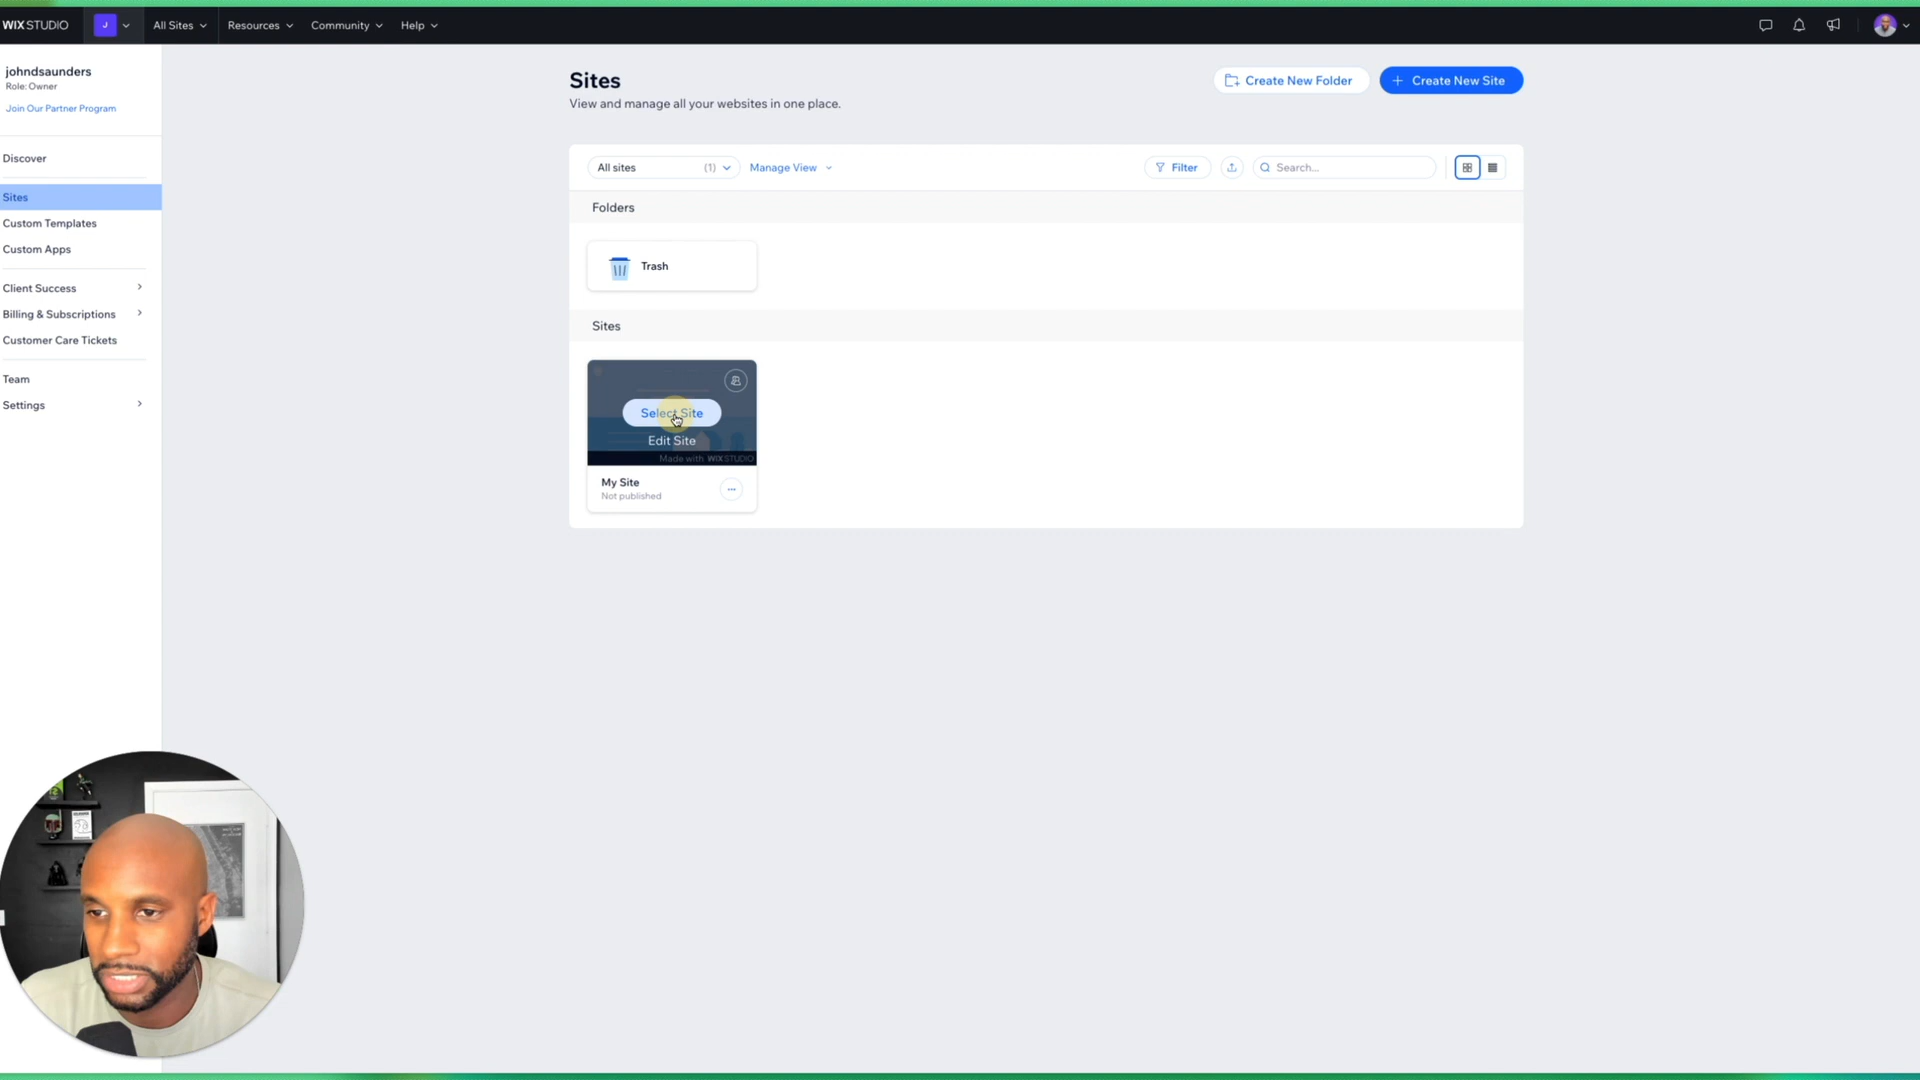 WIX STUDIO
J
All Sites
Resources
Community
Help
johndsaunders
Role: Owner
Join Our Partner Program
Discover
Sites
Custom Templates
Custom Apps
Client Success
Billing & Subscriptions
Customer Care Tickets
Team
Settings
Sites
View and manage all your websites in one place.
Create New Folder
+ Create New Site
All sites (1)
Manage View
Filter
Search...
Folders
Trash
Sites
Select Site
Edit Site
Made with WIX STUDIO
My Site
Not published